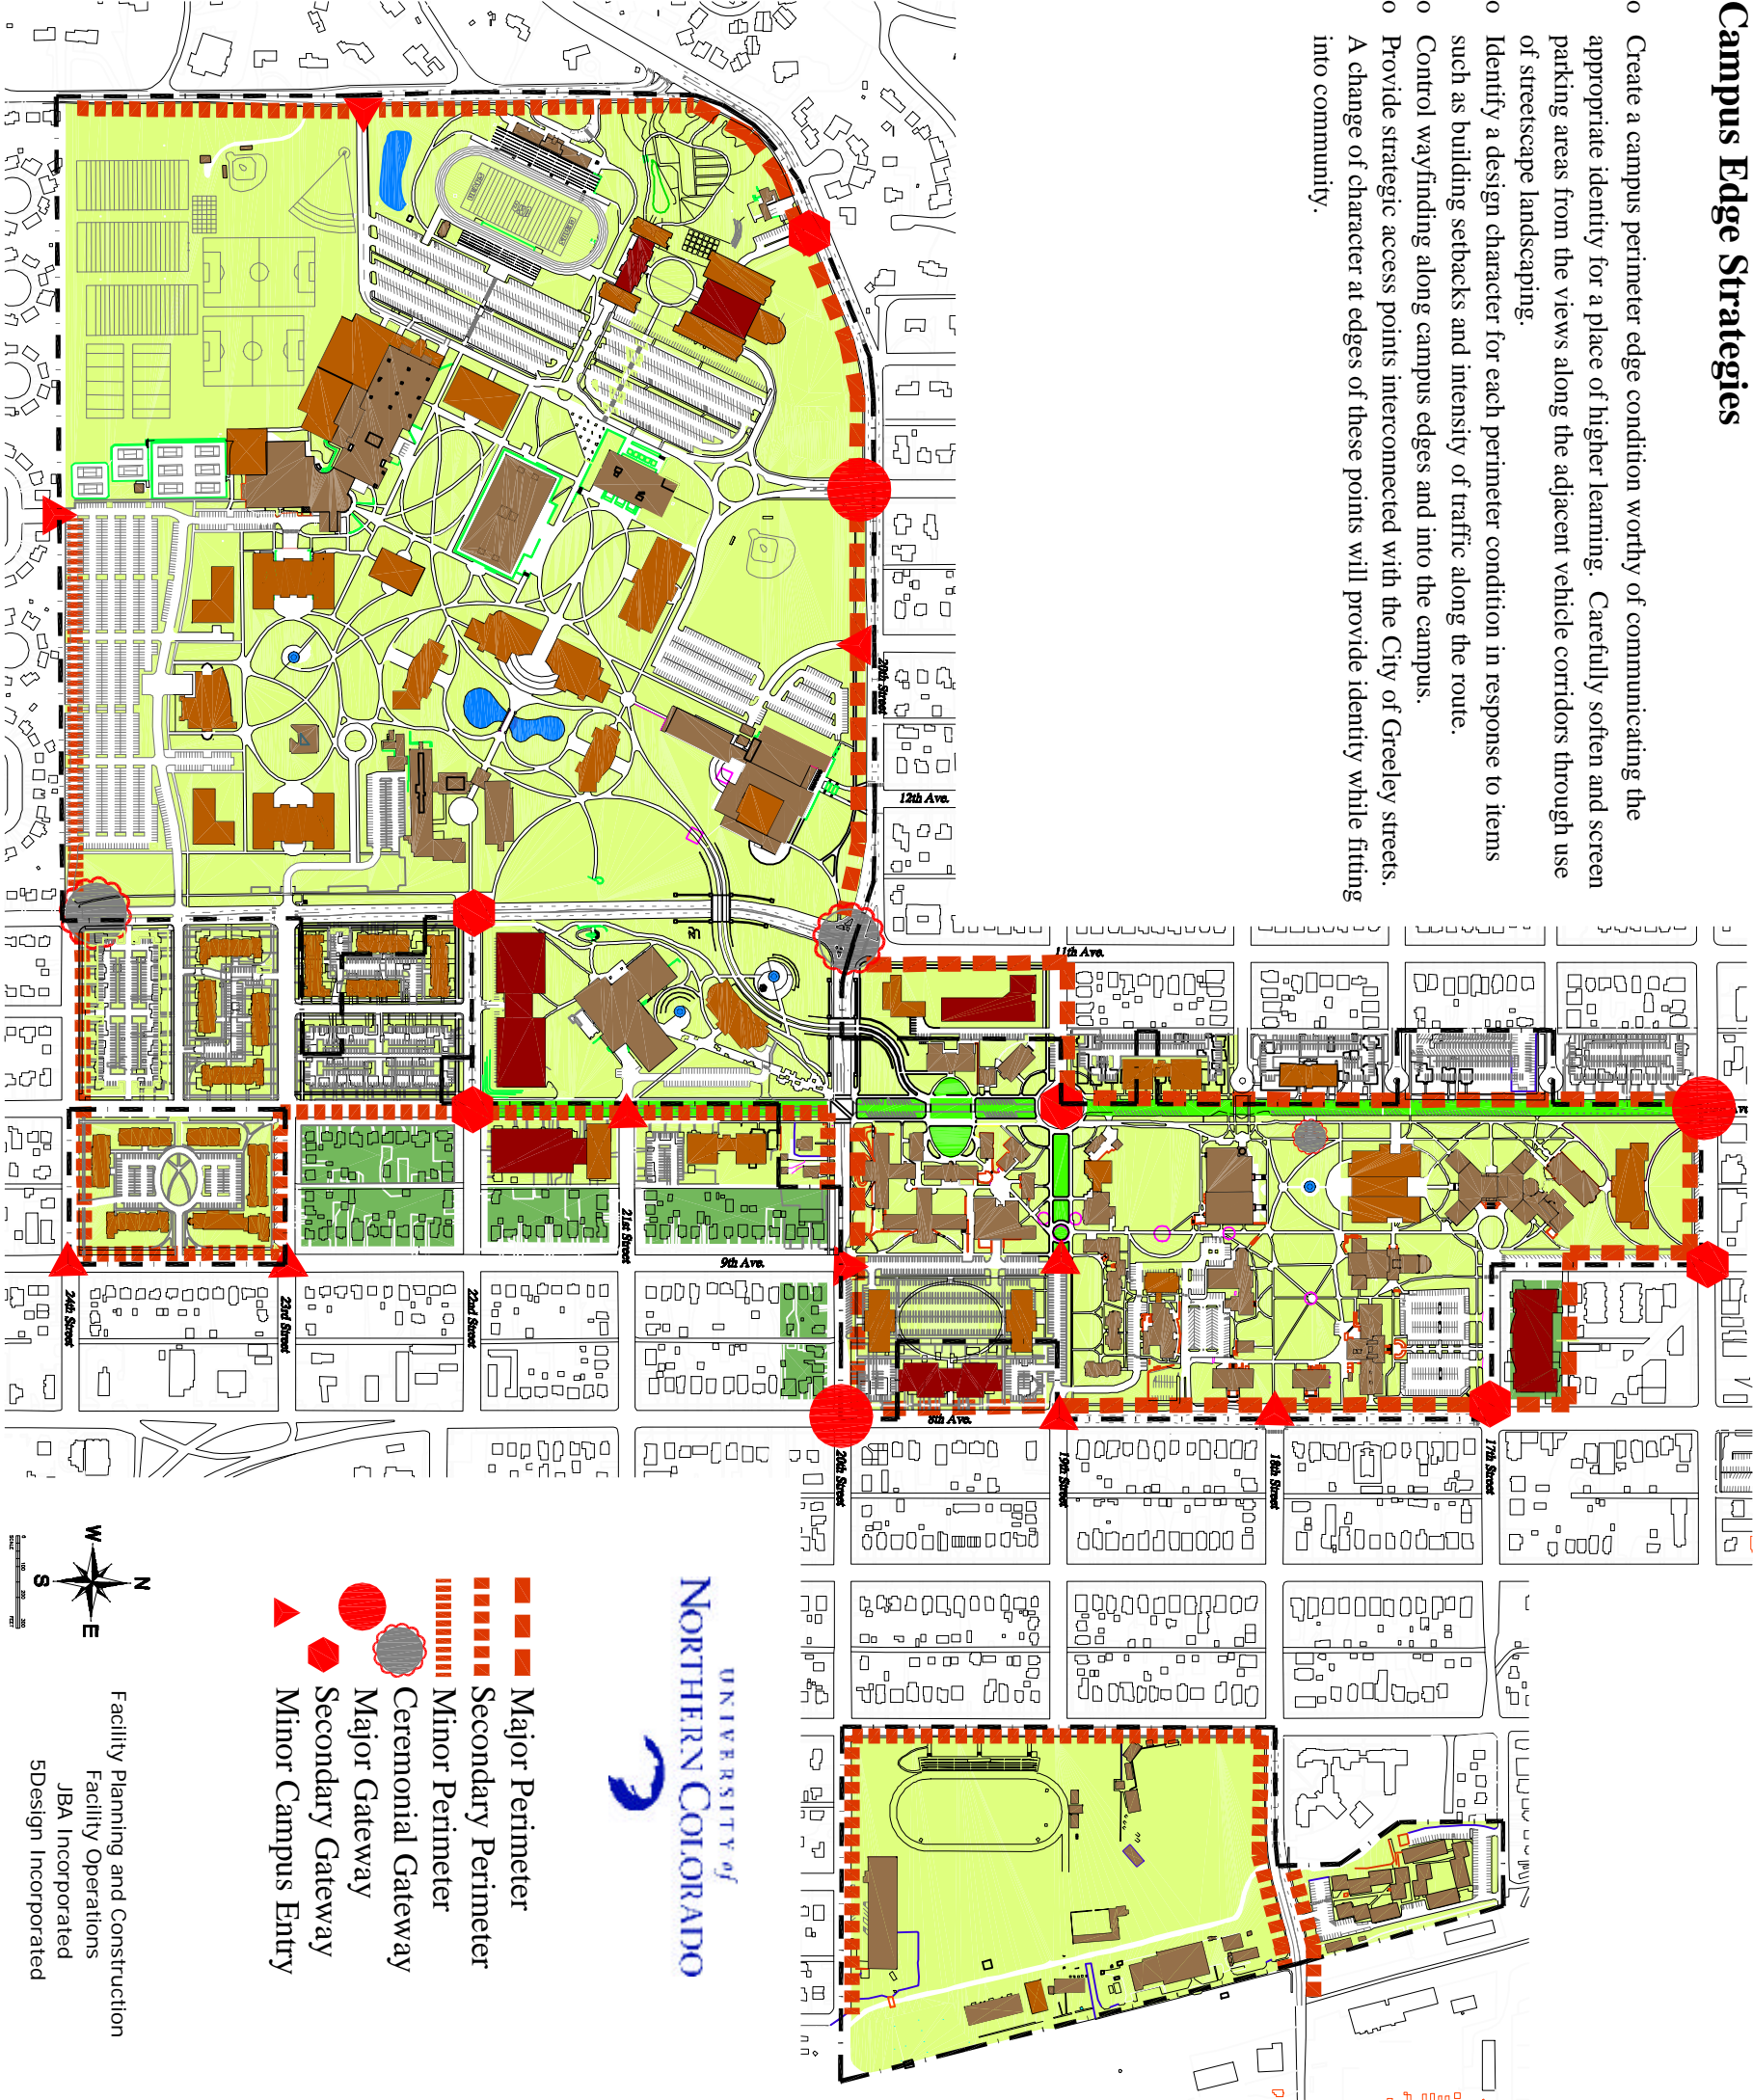 Campus Edge Strategies
o Create a campus perimeter edge condition worthy of communicating the
appropriate identity for a place of higher learning. Carefully soften and screen
parking areas from the views along the adjacent vehicle corridors through use
of streetscape landscaping.
o Identify a design character for each perimeter condition in response to items
such as building setbacks and intensity of traffic along the route.
o Control wayfinding along campus edges and into the campus.
o Provide strategic access points interconnected with the City of Greeley streets.
A change of character at edges of these points will provide identity while fitting
into community.
20th Street
12th Ave.
11th Ave.
21st Street
9th Ave.
24th Street
23rd Street
22nd Street
8th Ave.
20th Street
19th Street
18th Street
17th Street
UNIVERSITY of
NORTHERN COLORADO
Major Perimeter
Secondary Perimeter
Minor Perimeter
Ceremonial Gateway
Major Gateway
Secondary Gateway
Minor Campus Entry
N
W
E
S
SCALE
FEET
Facility Planning and Construction
Facility Operations
JBA Incorporated
5Design Incorporated